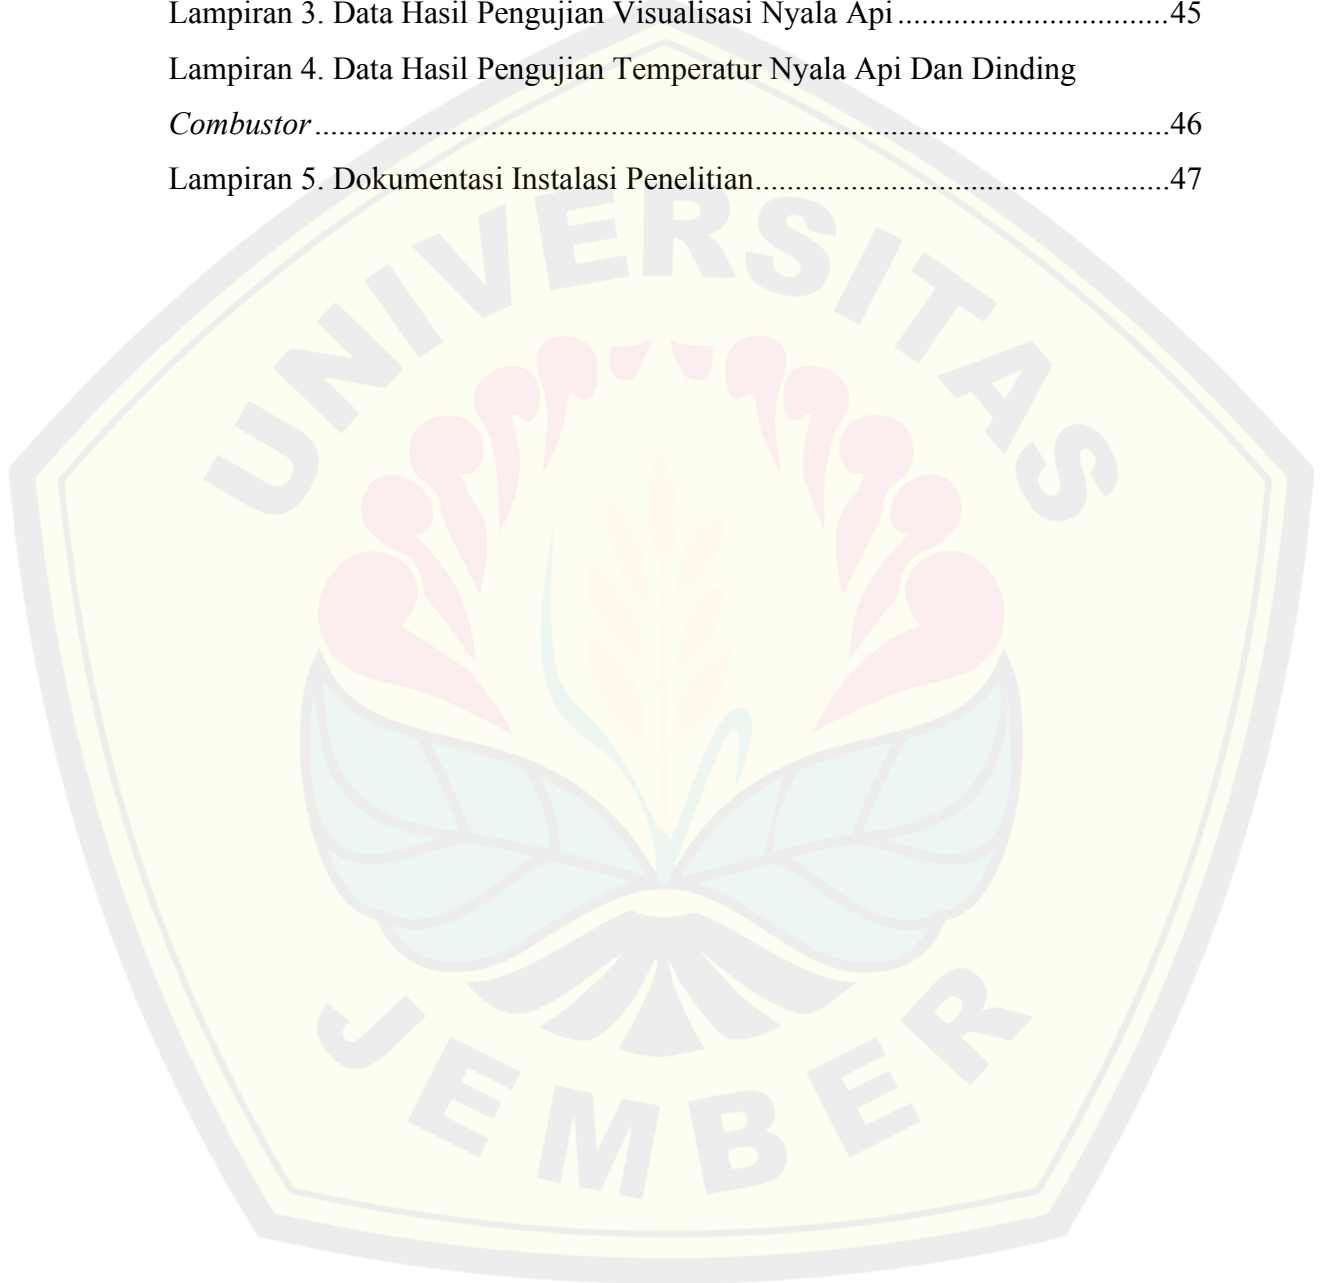 Lampiran 3. Data Hasil Pengujian Visualisasi Nyala Api..................................45
Lampiran 4. Data Hasil Pengujian Temperatur Nyala Api Dan Dinding
Combustor...........................................................................................................46
Lampiran 5. Dokumentasi Instalasi Penelitian....................................................47
UNIVERSITAS
JEMBER